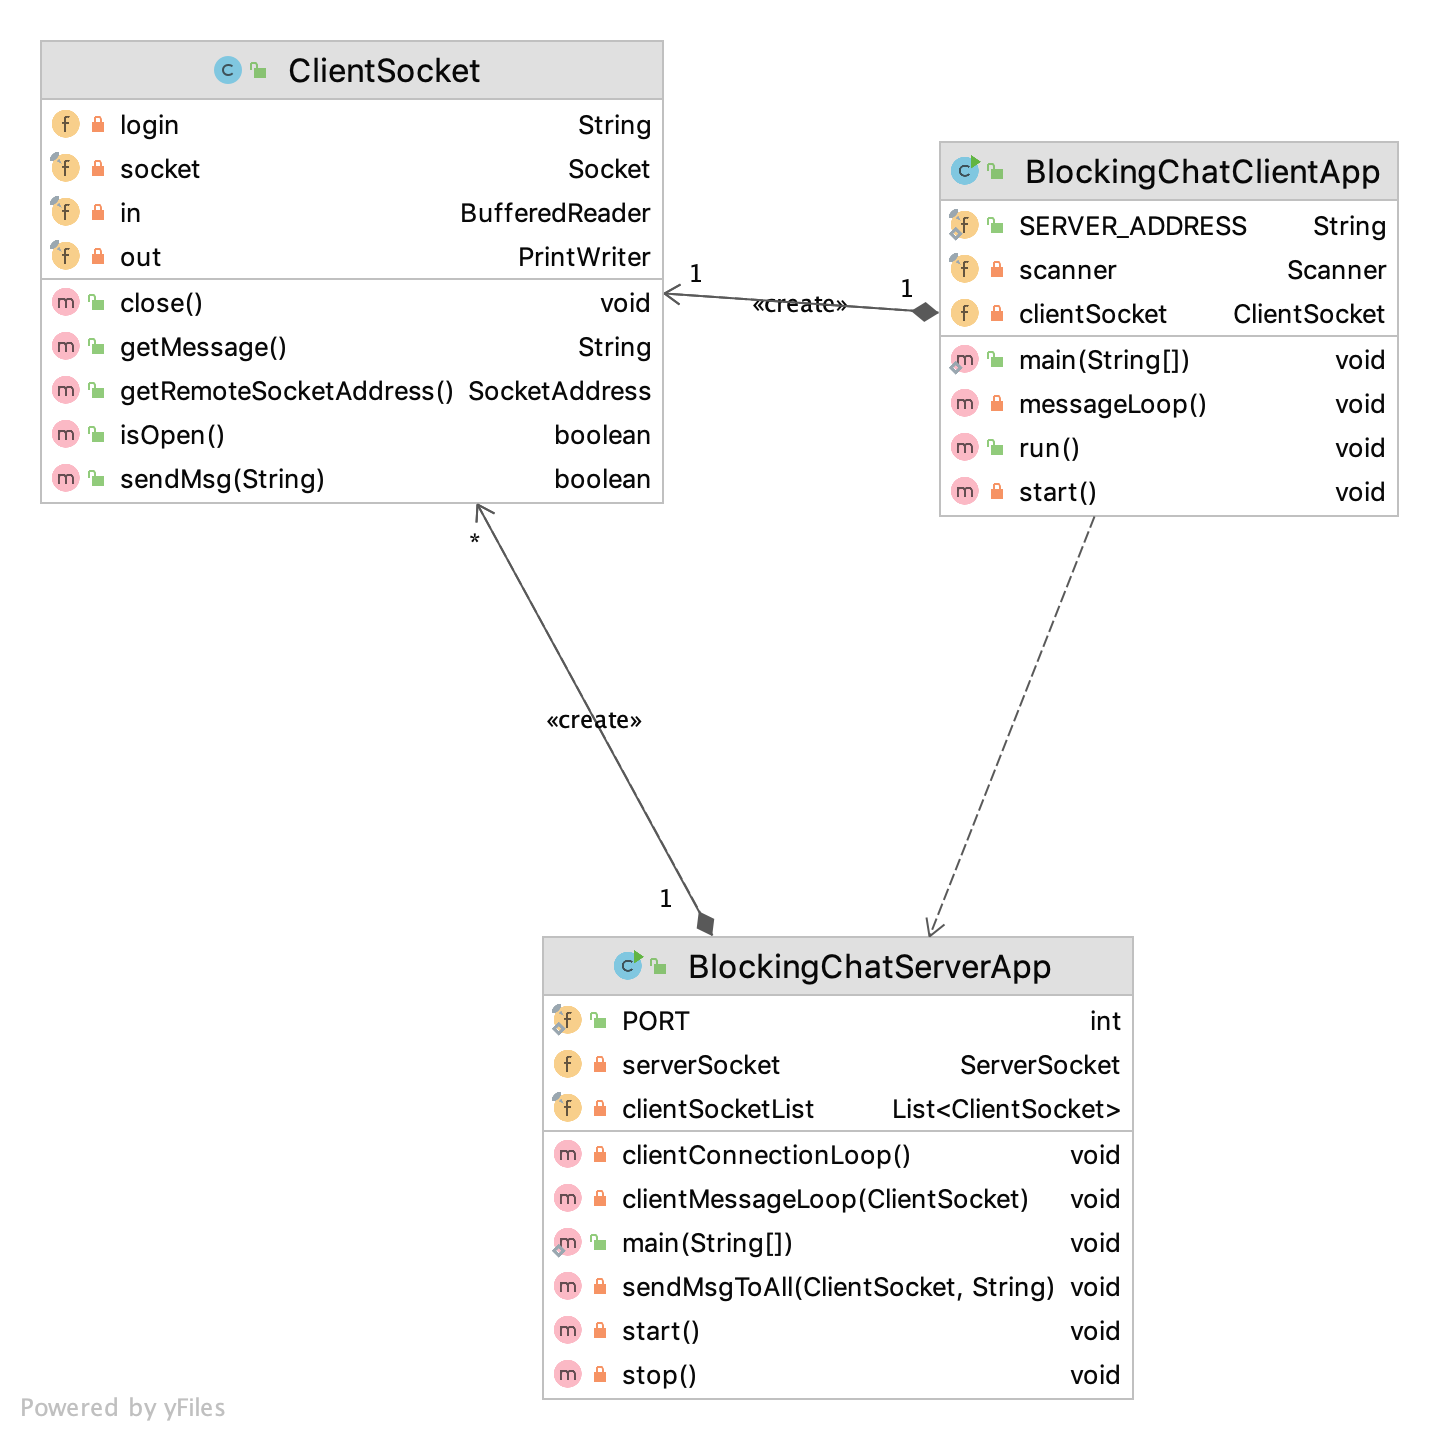 ClientSocket
login String
socket Socket
in BufferedReader
out PrintWriter
close() void
getMessage() String
getRemoteSocketAddress() SocketAddress
isOpen() boolean
sendMsg(String) boolean
BlockingChatClientApp
SERVER_ADDRESS String
scanner Scanner
clientSocket ClientSocket
main(String[]) void
messageLoop() void
run() void
start() void
1
«create»
1
*
«create»
1
BlockingChatServerApp
PORT int
serverSocket ServerSocket
clientSocketList List<ClientSocket>
clientConnectionLoop() void
clientMessageLoop(ClientSocket) void
main(String[]) void
sendMsgToAll(ClientSocket, String) void
start() void
stop() void
Powered by yFiles